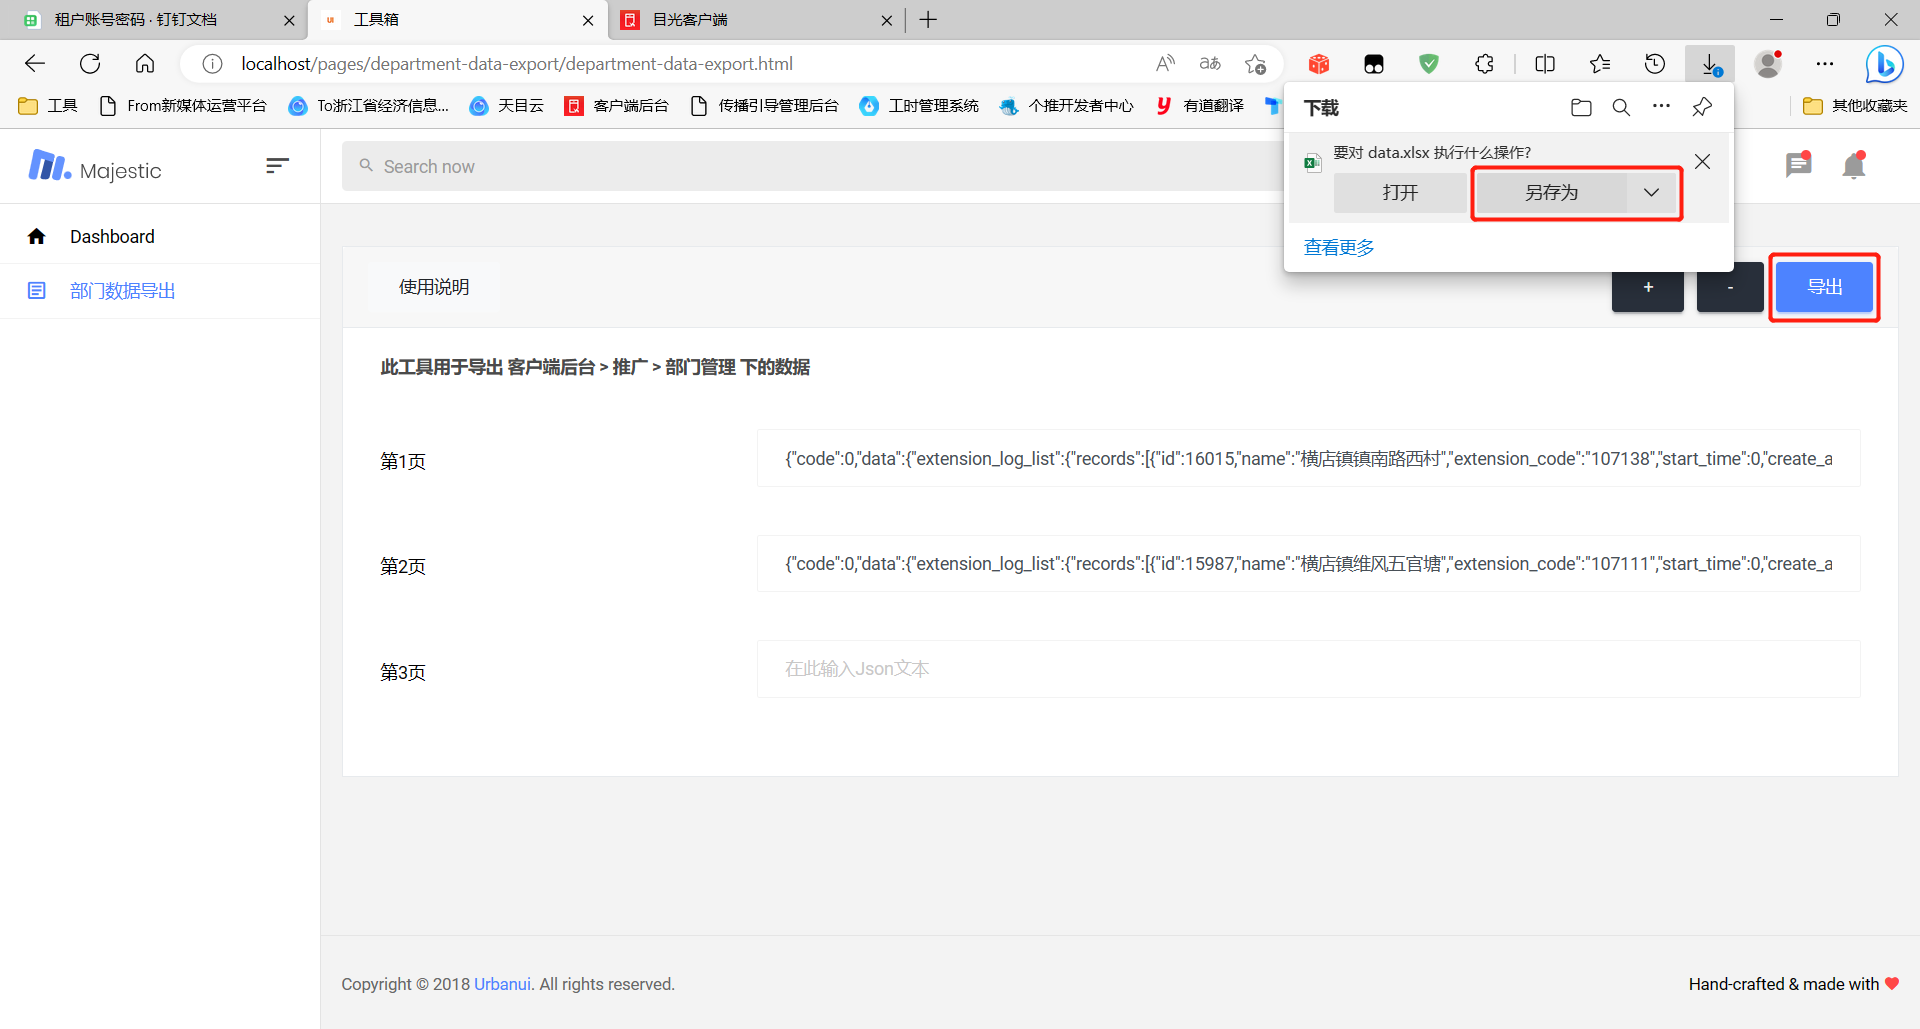 租户账号密码 · 钉钉文档
工具箱
目光客户端
localhost/pages/department-data-export/department-data-export.html
工具
From新媒体运营平台
To浙江省经济信息...
天目云
客户端后台
传播引导管理后台
工时管理系统
个推开发者中心
有道翻译
其他收藏夹
下载
要对 data.xlsx 执行什么操作?
打开
另存为
查看更多
Majestic
Search now
Dashboard
部门数据导出
使用说明
+
-
导出
此工具用于导出 客户端后台 > 推广 > 部门管理 下的数据
第1页
{"code":0,"data":{"extension_log_list":{"records":[{"id":16015,"name":"横店镇镇南路西村","extension_code":"107138","start_time":0,"create_a
第2页
{"code":0,"data":{"extension_log_list":{"records":[{"id":15987,"name":"横店镇维风五官塘","extension_code":"107111","start_time":0,"create_a
第3页
在此输入Json文本
Copyright © 2018 Urbanui. All rights reserved.
Hand-crafted & made with